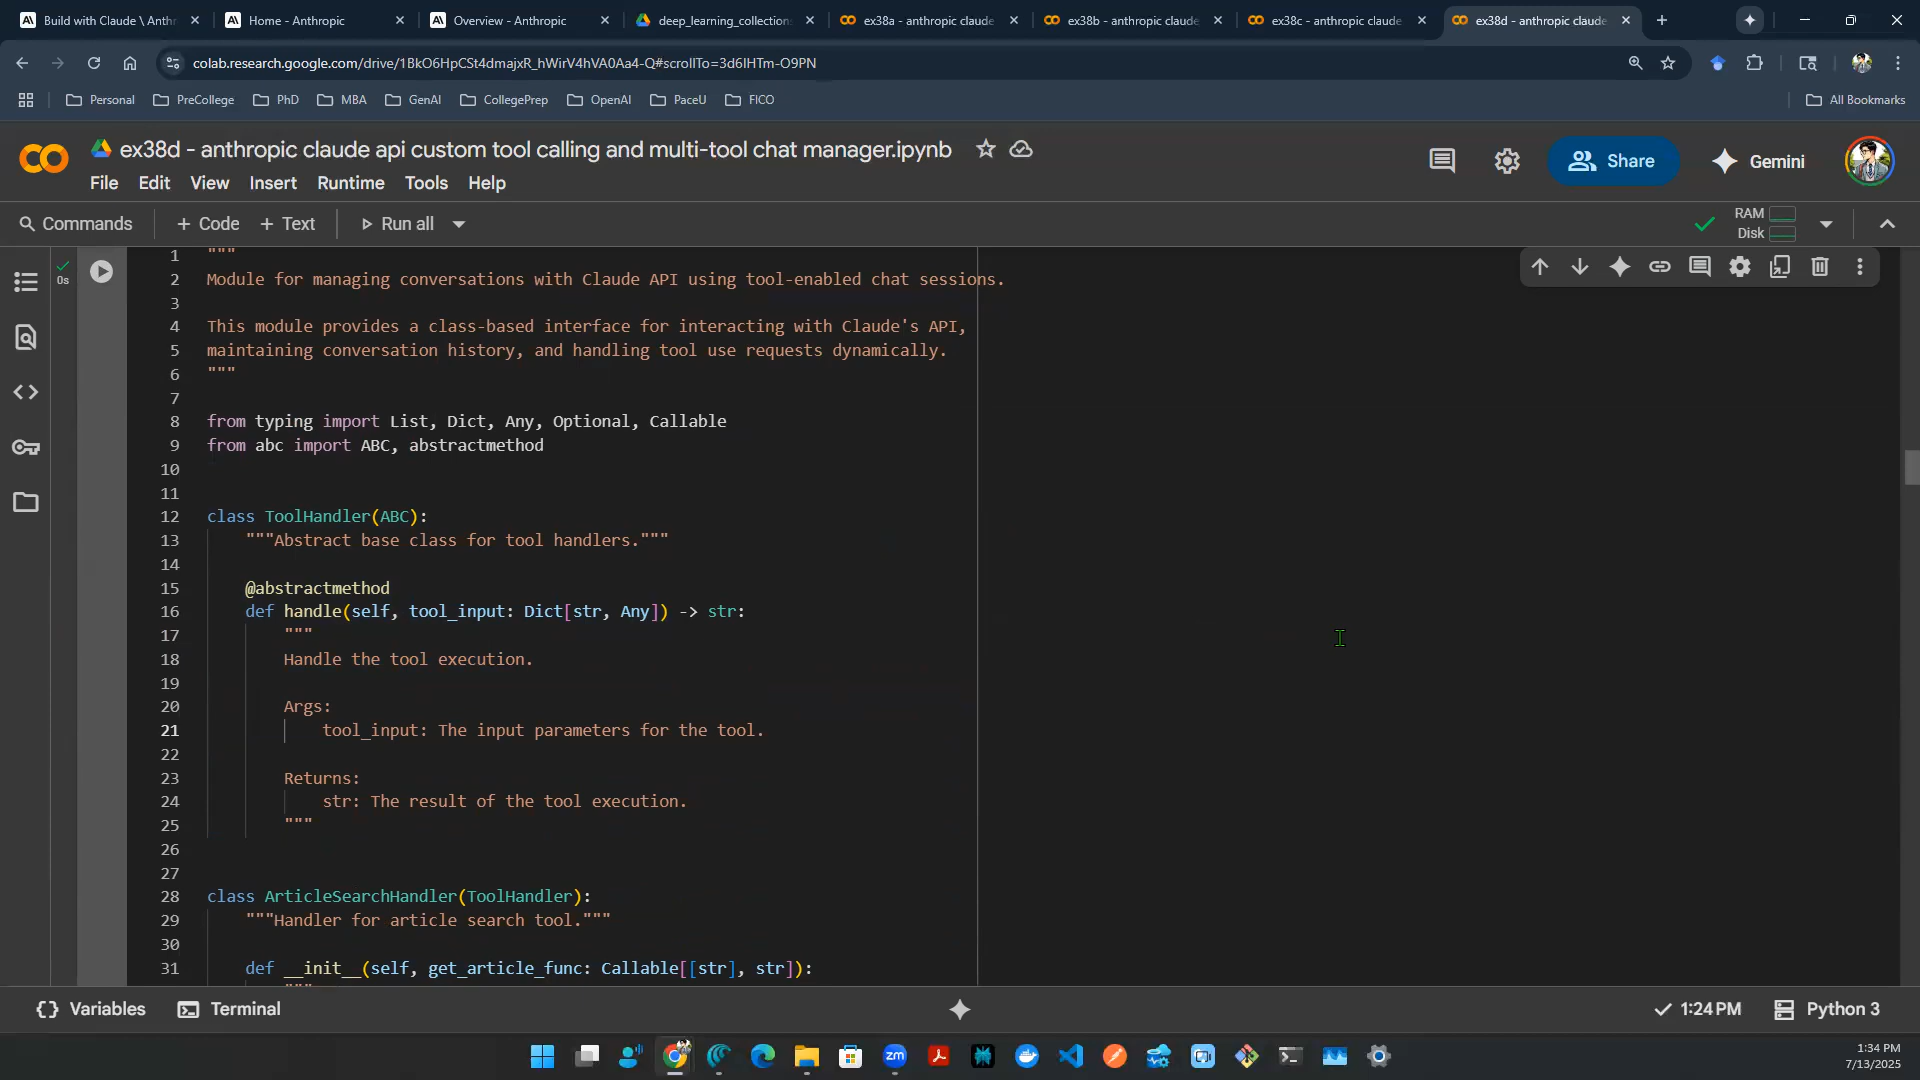 Build with Claude \ Anthr
Home - Anthropic
Overview - Anthropic
deep_learning_collection
ex38a - anthropic claude
ex38b - anthropic claude
ex38c - anthropic claude
ex38d - anthropic claude
colab.research.google.com/drive/1BkO6HpCSt4dmajxR_hWirV4hVA0Aa4-Q#scrollTo=3d6IHTm-O9PN
Personal
PreCollege
PhD
MBA
GenAI
CollegePrep
OpenAI
PaceU
FICO
All Bookmarks
ex38d - anthropic claude api custom tool calling and multi-tool chat manager.ipynb
Share
Gemini
File Edit View Insert Runtime Tools Help
Commands + Code + Text Run all
RAM
Disk
0s
1 """
2 Module for managing conversations with Claude API using tool-enabled chat sessions.
3
4 This module provides a class-based interface for interacting with Claude's API,
5 maintaining conversation history, and handling tool use requests dynamically.
6 """
7
8 from typing import List, Dict, Any, Optional, Callable
9 from abc import ABC, abstractmethod
10
11
12 class ToolHandler(ABC):
13 """Abstract base class for tool handlers."""
14
15 @abstractmethod
16 def handle(self, tool_input: Dict[str, Any]) -> str:
17 """
18 Handle the tool execution.
19
20 Args:
21 tool_input: The input parameters for the tool.
22
23 Returns:
24 str: The result of the tool execution.
25 """
26
27
28 class ArticleSearchHandler(ToolHandler):
29 """Handler for article search tool."""
30
31 def __init__(self, get_article_func: Callable[[str], str]):
Variables
Terminal
1:24 PM
Python 3
zm
1:34 PM
7/13/2025